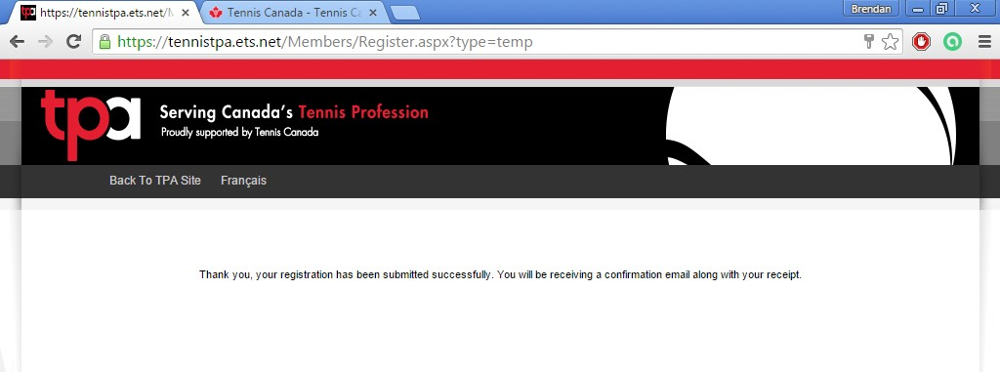 https://tennistpa.ets.net/M
Tennis Canada - Tennis Ca
Brendan
https://tennistpa.ets.net/Members/Register.aspx?type=temp
tpa
Serving Canada's Tennis Profession
Proudly supported by Tennis Canada
Back To TPA Site Français
Thank you, your registration has been submitted successfully. You will be receiving a confirmation email along with your receipt.